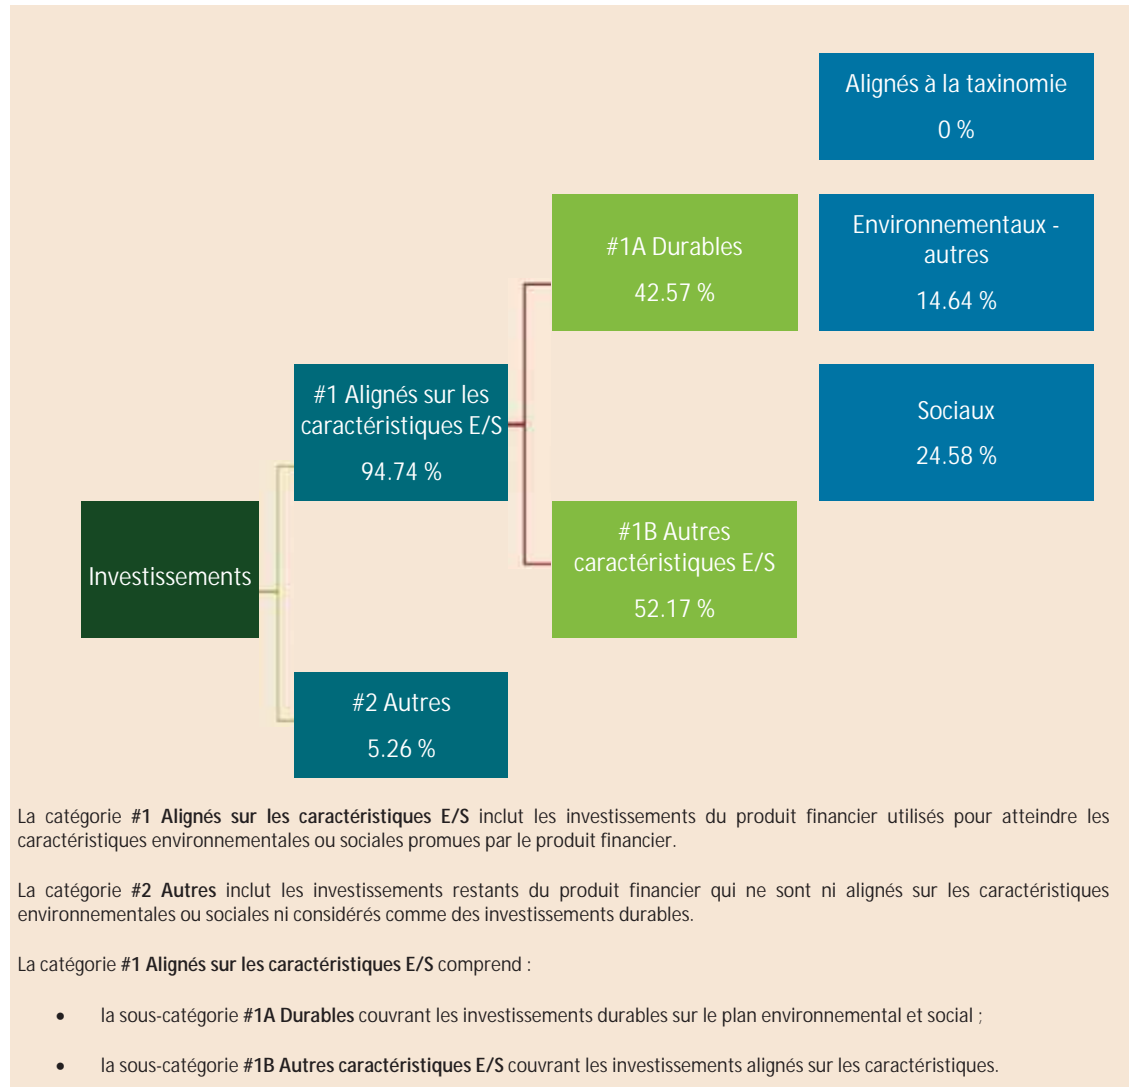 Alignés à la taxinomie
0 %
#1A Durables
42.57 %
Environnementaux -
autres
14.64 %
#1 Alignés sur les
caractéristiques E/S
94.74 %
Sociaux
24.58 %
Investissements
#1B Autres
caractéristiques E/S
52.17 %
#2 Autres
5.26 %
La catégorie #1 Alignés sur les caractéristiques E/S inclut les investissements du produit financier utilisés pour atteindre les
caractéristiques environnementales ou sociales promues par le produit financier.
La catégorie #2 Autres inclut les investissements restants du produit financier qui ne sont ni alignés sur les caractéristiques
environnementales ou sociales ni considérés comme des investissements durables.
La catégorie #1 Alignés sur les caractéristiques E/S comprend :
• la sous-catégorie #1A Durables couvrant les investissements durables sur le plan environnemental et social ;
• la sous-catégorie #1B Autres caractéristiques E/S couvrant les investissements alignés sur les caractéristiques.